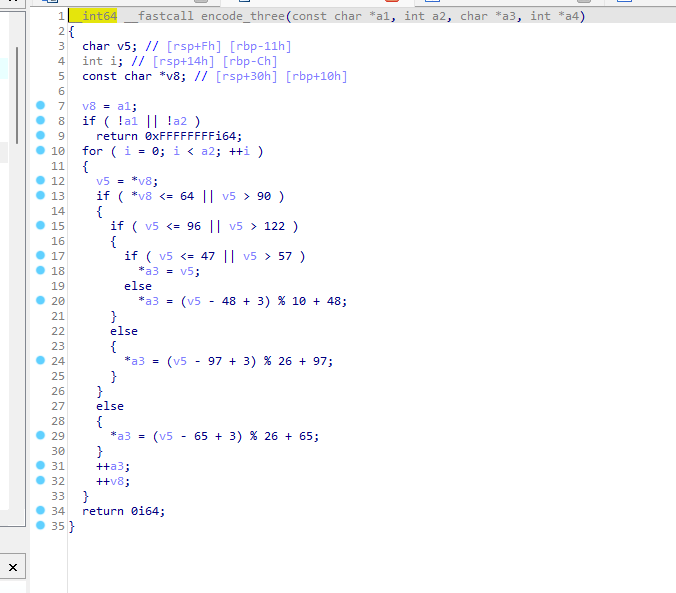 1 __int64 __fastcall encode_three(const char *a1, int a2, char *a3, int *a4)
2 {
3   char v5; // [rsp+Fh] [rbp-11h]
4   int i; // [rsp+14h] [rbp-Ch]
5   const char *v8; // [rsp+30h] [rbp+10h]
6
7   v8 = a1;
8   if ( !a1 || !a2 )
9     return 0xFFFFFFFFi64;
10   for ( i = 0; i < a2; ++i )
11   {
12     v5 = *v8;
13     if ( *v8 <= 64 || v5 > 90 )
14     {
15       if ( v5 <= 96 || v5 > 122 )
16       {
17         if ( v5 <= 47 || v5 > 57 )
18           *a3 = v5;
19         else
20           *a3 = (v5 - 48 + 3) % 10 + 48;
21       }
22       else
23       {
24         *a3 = (v5 - 97 + 3) % 26 + 97;
25       }
26     }
27     else
28     {
29       *a3 = (v5 - 65 + 3) % 26 + 65;
30     }
31     ++a3;
32     ++v8;
33   }
34   return 0i64;
35 }